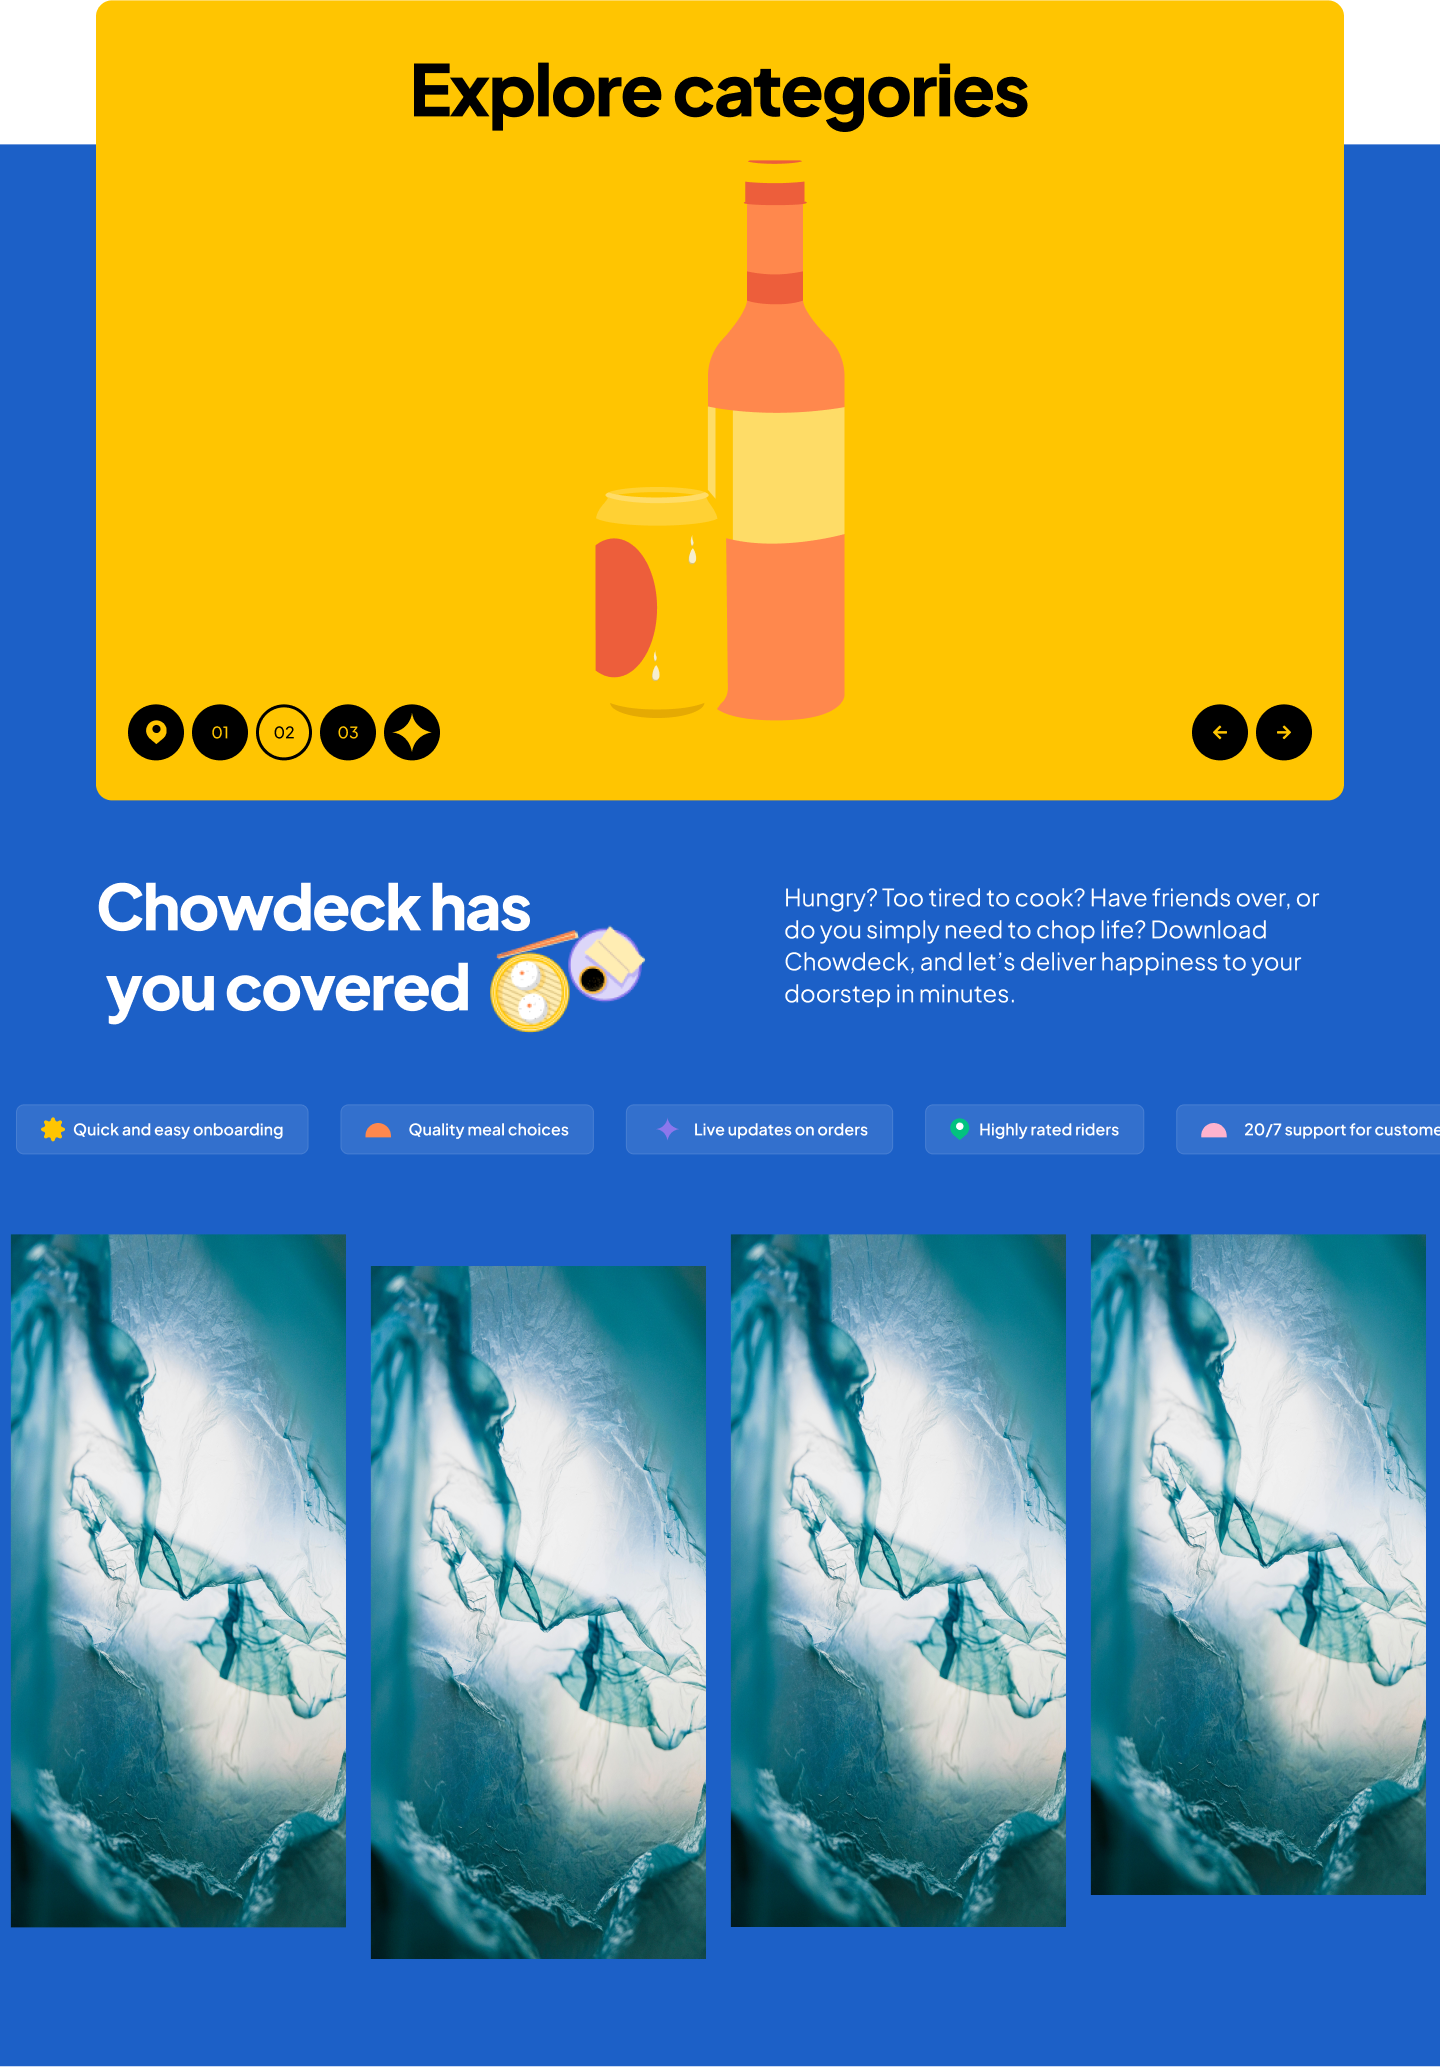 Explore categories
01 02 03
Chowdeck has
you covered
Hungry? Too tired to cook? Have friends over, or
do you simply need to chop life? Download
Chowdeck, and let’s deliver happiness to your
doorstep in minutes.
Quick and easy onboarding
Quality meal choices
Live updates on orders
Highly rated riders
20/7 support for custome